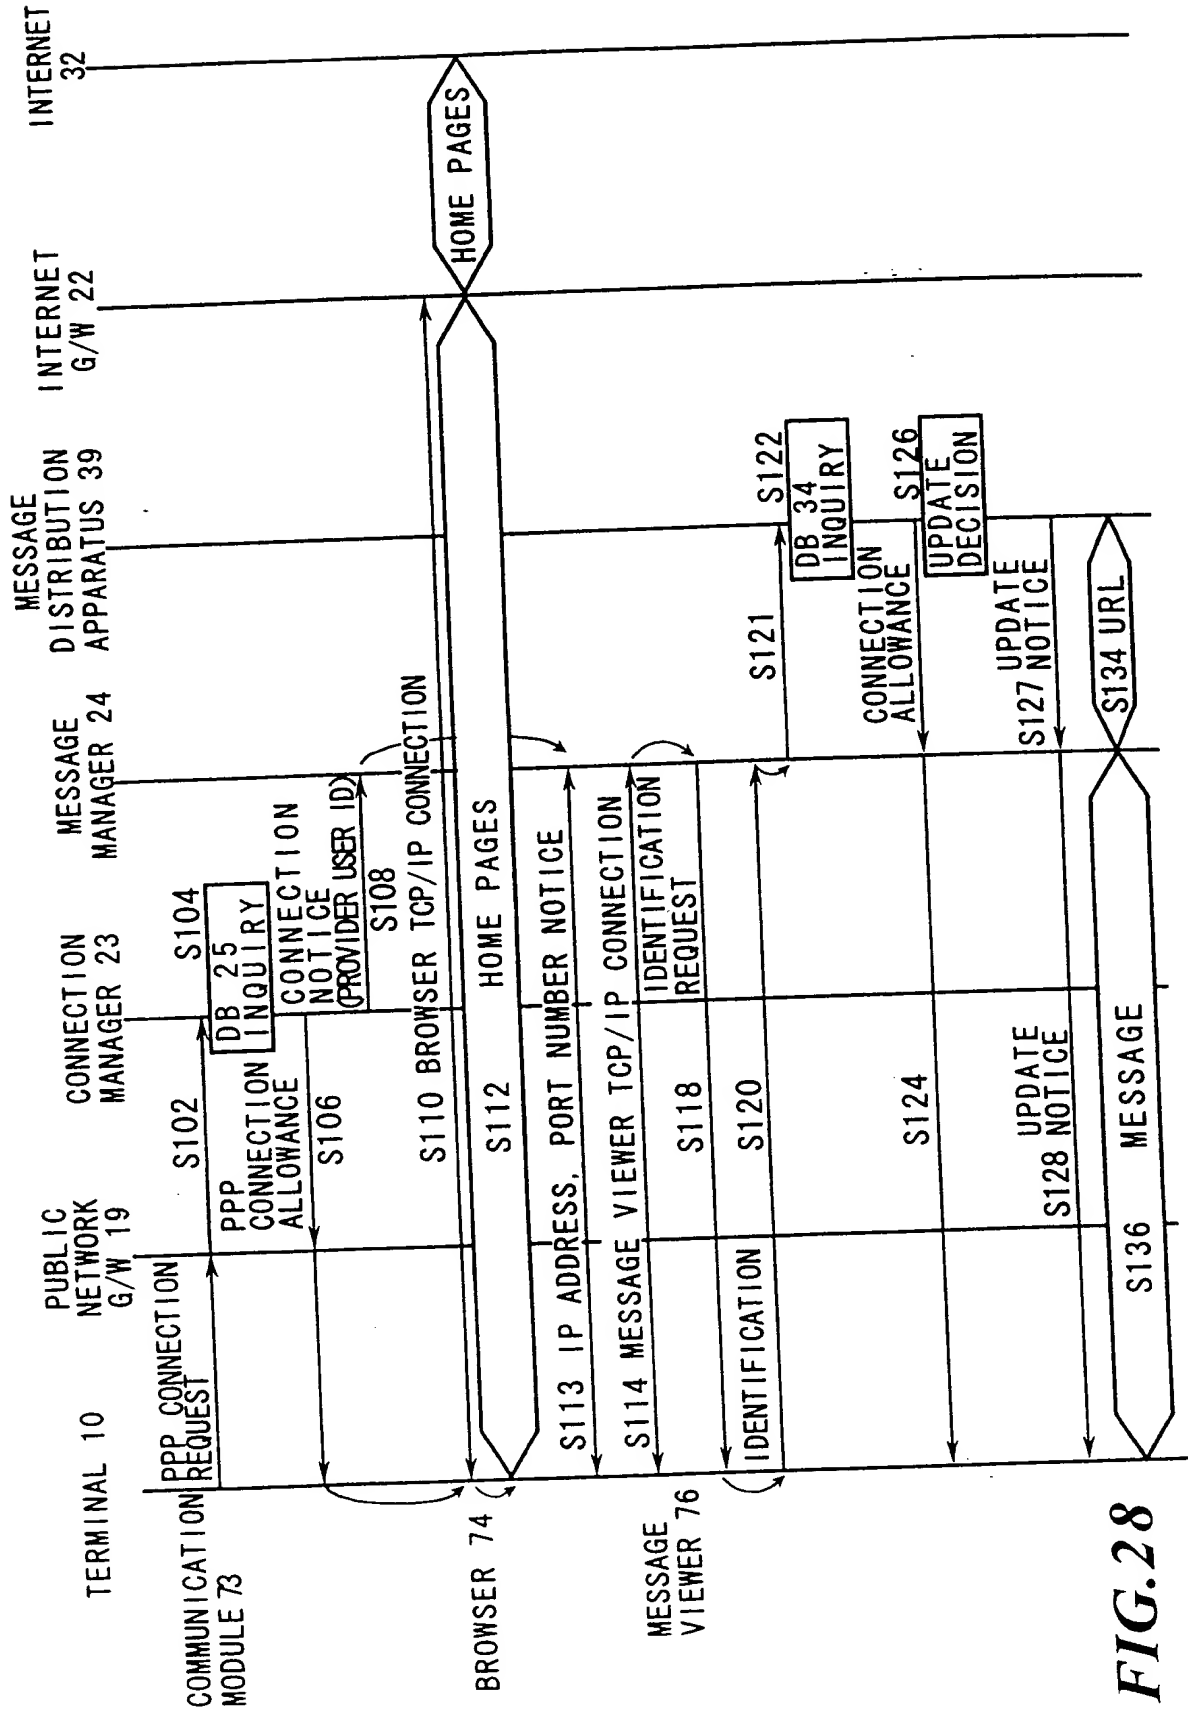 TERMINAL 10
PUBLIC
NETWORK
G/W 19
CONNECTION
MANAGER 23
MESSAGE
MANAGER 24
MESSAGE
DISTRIBUTION
APPARATUS 39
INTERNET
G/W 22
INTERNET
32
COMMUNICATION
MODULE 73
PPP CONNECTION
REQUEST
S102
S104
DB 25
INQUIRY
PPP
CONNECTION
ALLOWANCE
S106
CONNECTION
NOTICE
(PROVIDER USER ID)
S108
S110 BROWSER TCP/IP CONNECTION
BROWSER 74
S112
HOME PAGES
HOME PAGES
S113 IP ADDRESS, PORT NUMBER NOTICE
S114 MESSAGE VIEWER TCP/IP CONNECTION
MESSAGE
VIEWER 76
IDENTIFICATION
REQUEST
S118
IDENTIFICATION
S120
S121
S122
DB 34
INQUIRY
CONNECTION
ALLOWANCE
S124
S126
UPDATE
DECISION
UPDATE
S127 NOTICE
UPDATE
S128 NOTICE
S134 URL
S136
MESSAGE
FIG.28